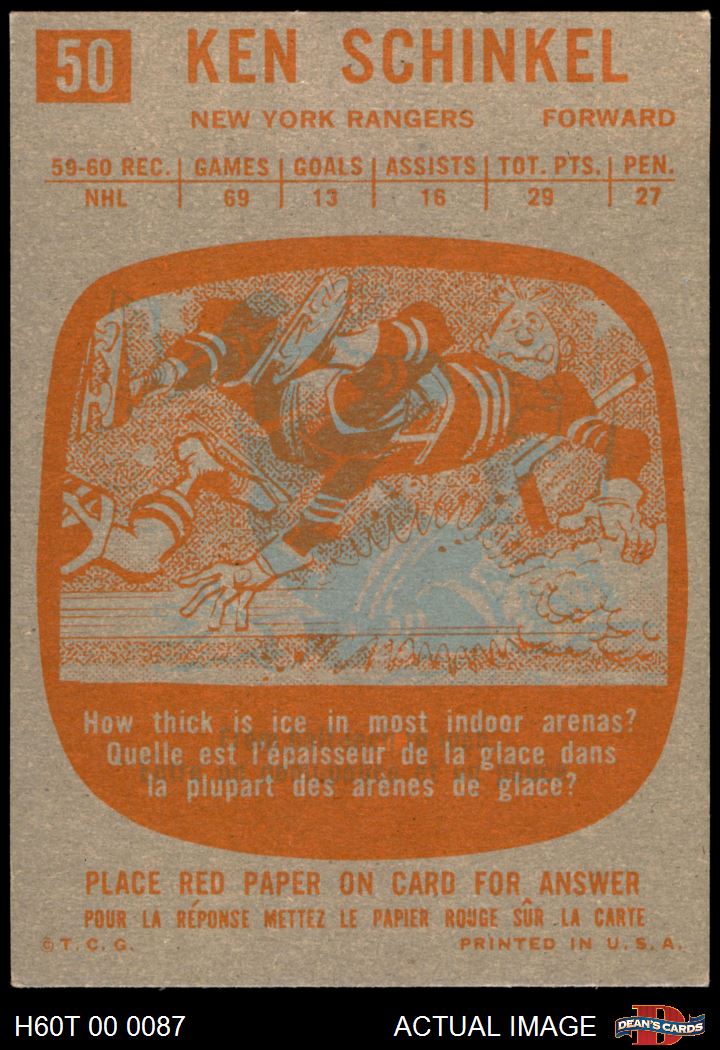 50
KEN SCHINKEL
NEW YORK RANGERS FORWARD
59-60 REC. GAMES GOALS ASSISTS TOT. PTS. PEN.
NHL 69 13 16 29 27
How thick is ice in most indoor arenas?
Quelle est l'épaisseur de la glace dans
la plupart des arènes de glace?
PLACE RED PAPER ON CARD FOR ANSWER
POUR LA RÉPONSE METTEZ LE PAPIER ROUGE SÛR LA CARTE
© T. C. G. PRINTED IN U. S. A.
H60T 00 0087 ACTUAL IMAGE D DEAN'S CARDS